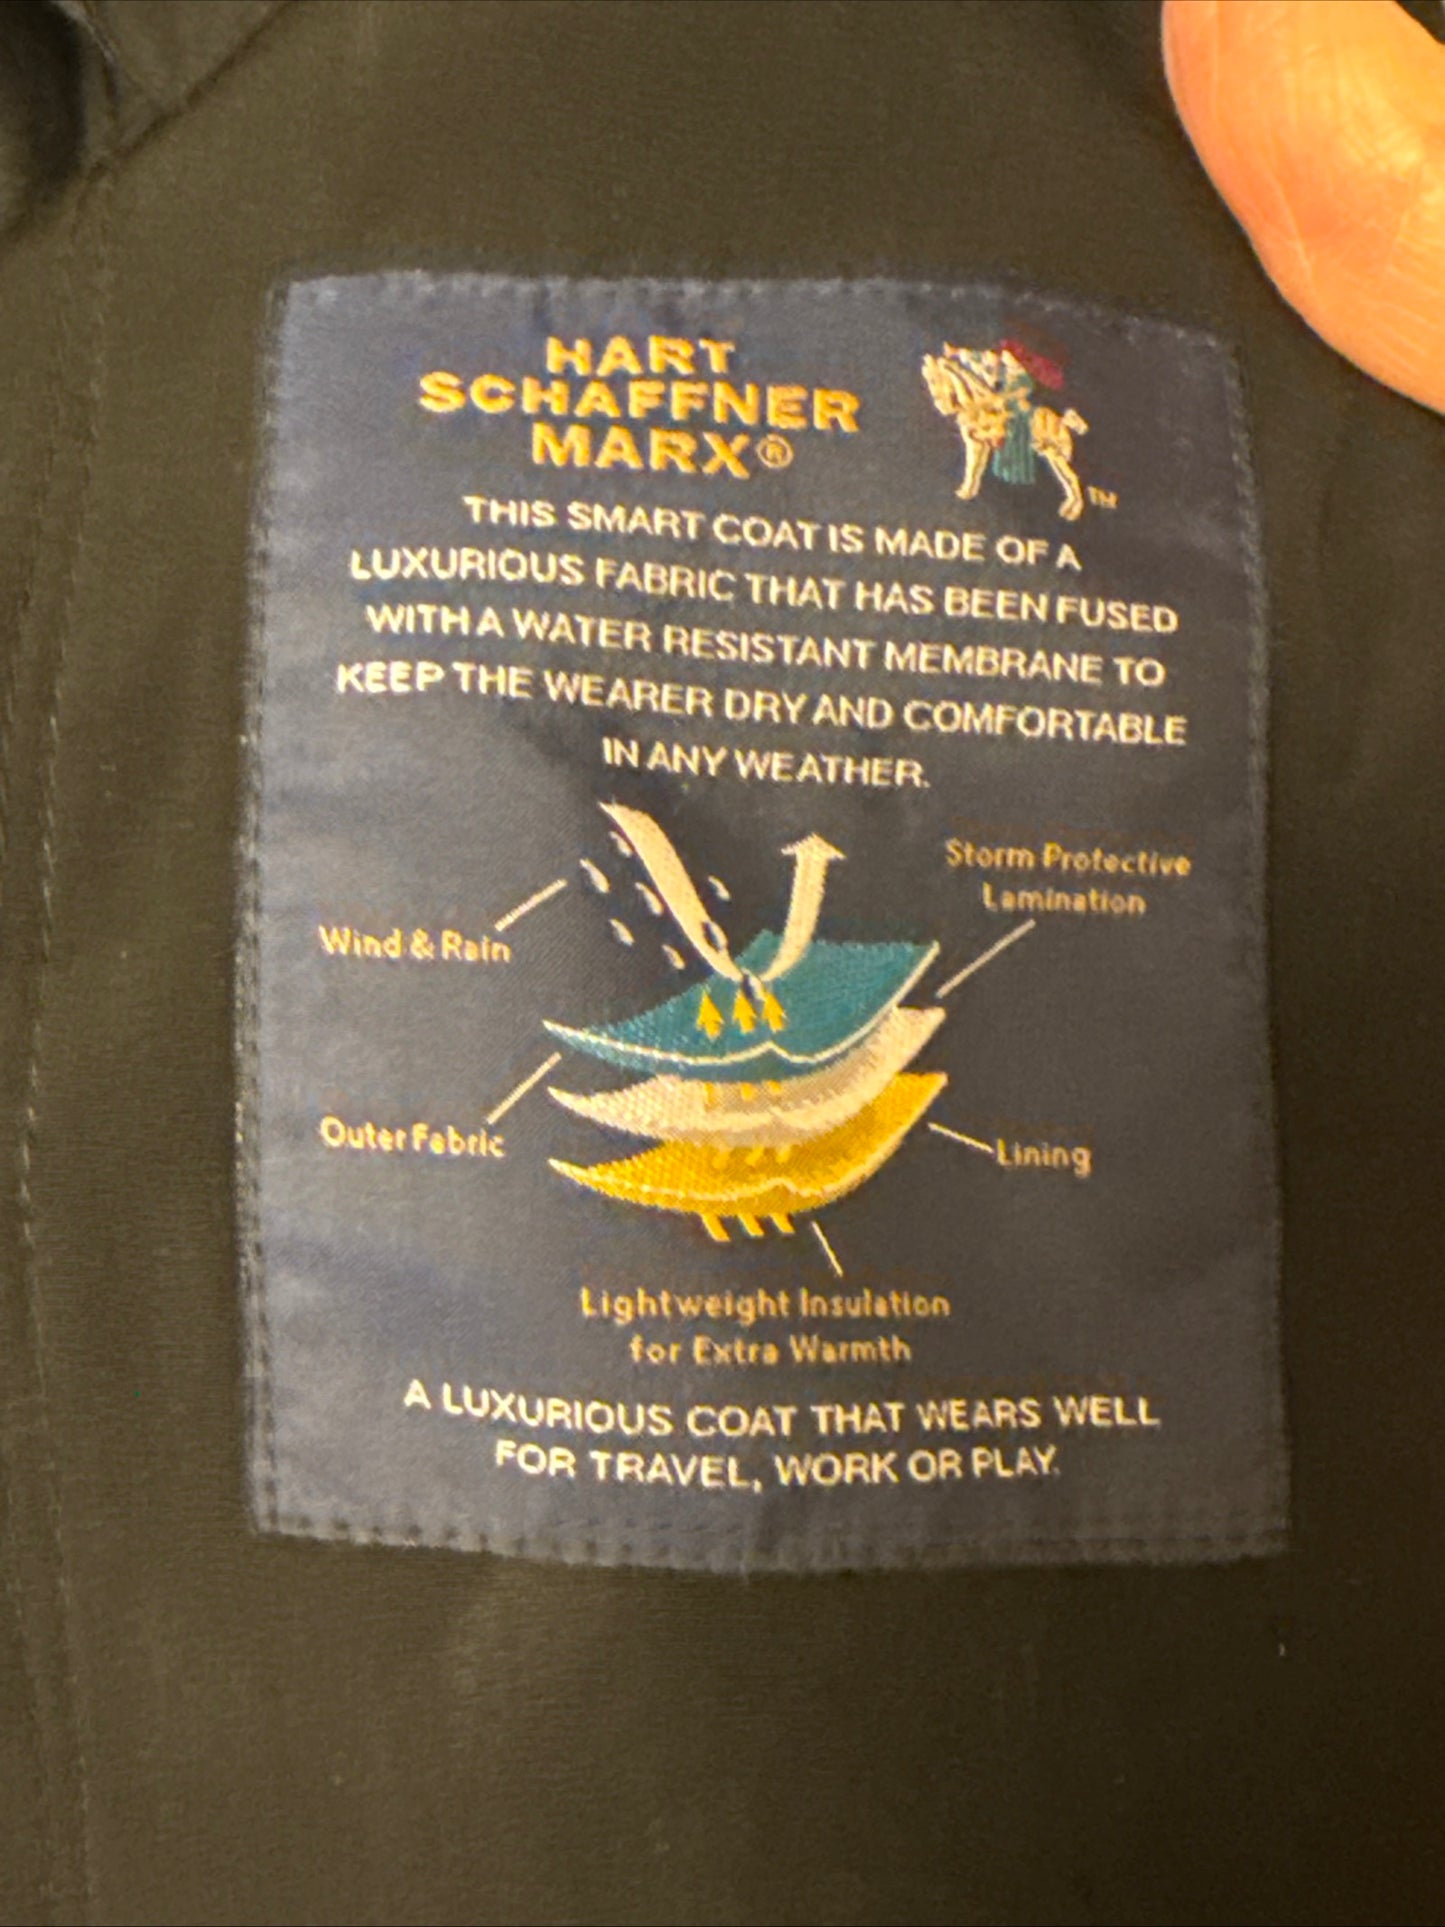 HART
SCHAFFNER
MARX®
TM
THIS SMART COAT IS MADE OF A
LUXURIOUS FABRIC THAT HAS BEEN FUSED
WITH A WATER RESISTANT MEMBRANE TO
KEEP THE WEARER DRY AND COMFORTABLE
IN ANY WEATHER.
Storm Protective
Lamination
Wind & Rain
Outer Fabric
Lining
Lightweight Insulation
for Extra Warmth
A LUXURIOUS COAT THAT WEARS WELL
FOR TRAVEL, WORK OR PLAY.